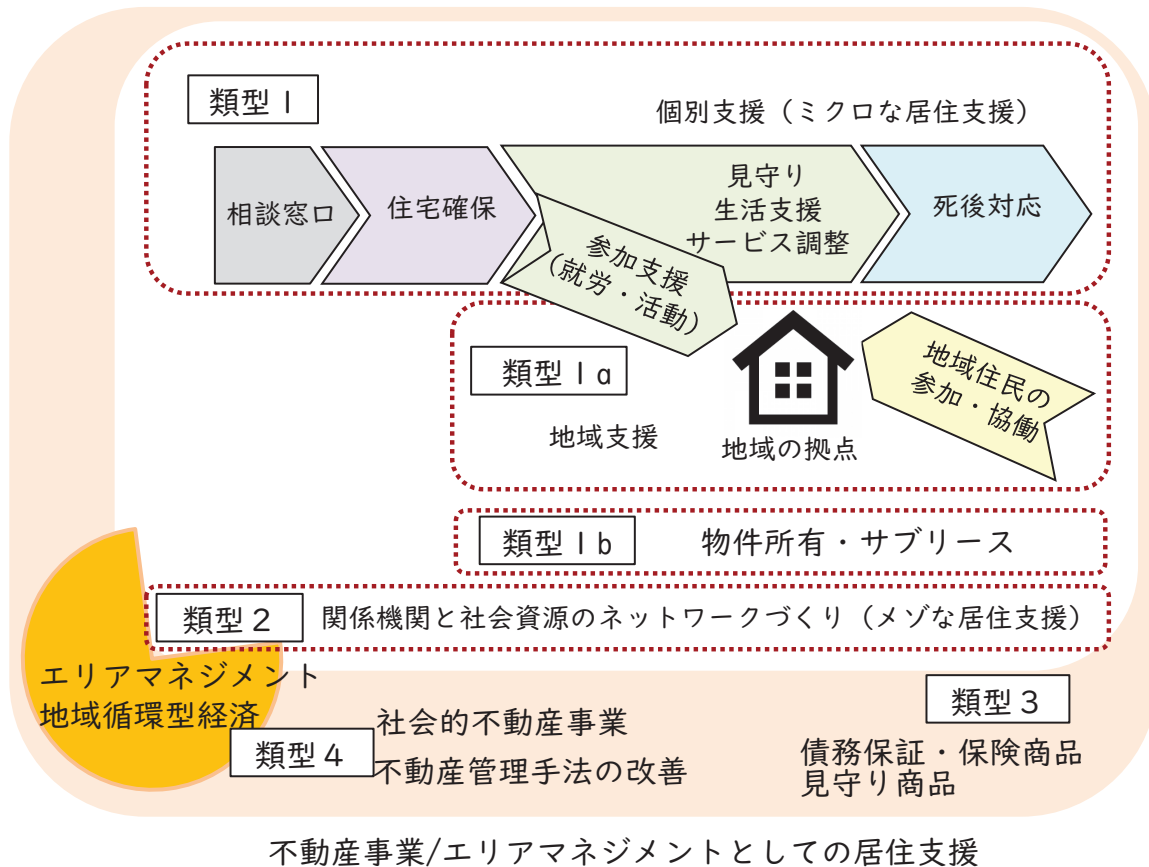 類型1
個別支援（ミクロな居住支援）
相談窓口
住宅確保
見守り
生活支援
サービス調整
死後対応
参加支援
（就労・活動）
類型1a
地域支援
地域の拠点
地域住民の
参加・協働
類型1b
物件所有・サブリース
類型2
関係機関と社会資源のネットワークづくり（メゾな居住支援）
エリアマネジメント
地域循環型経済
類型4
社会的不動産事業
不動産管理手法の改善
類型3
債務保証・保険商品
見守り商品
不動産事業/エリアマネジメントとしての居住支援